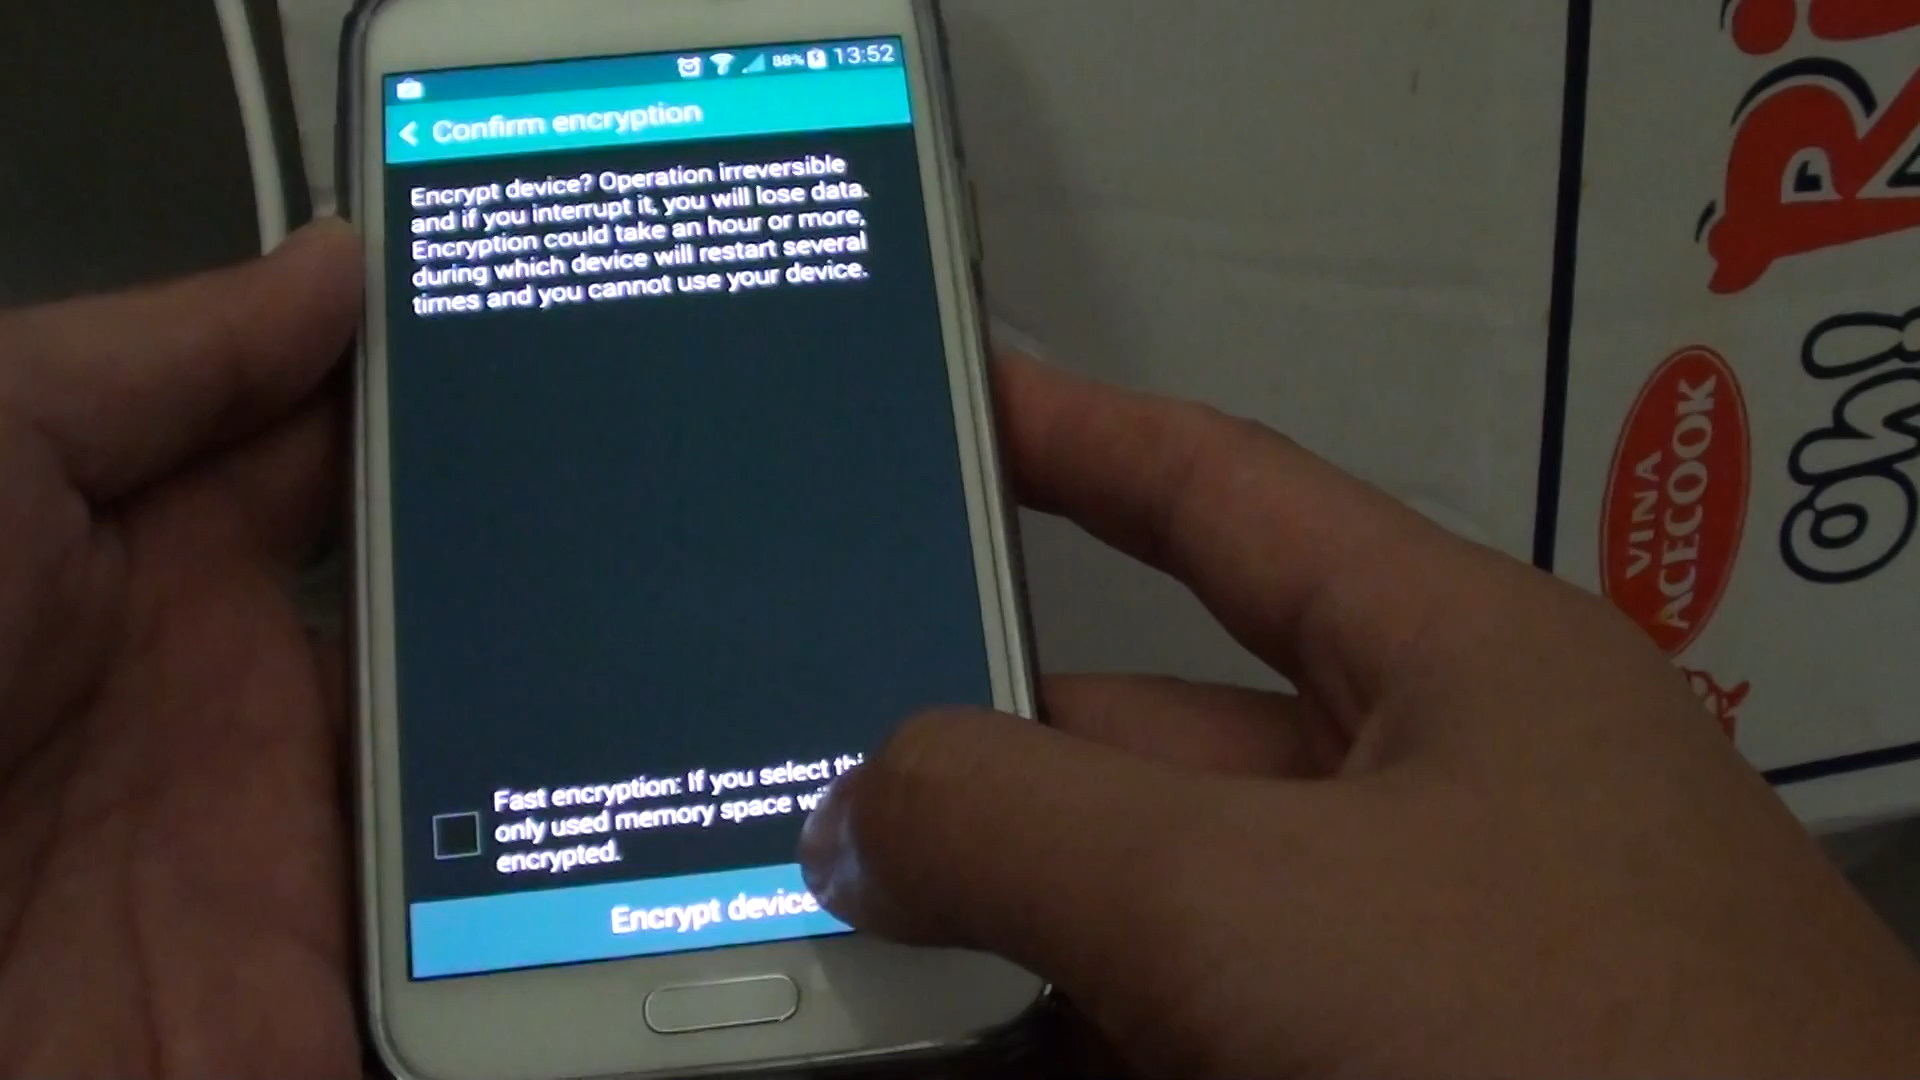 88% 13:52
Confirm encryption
Encrypt device? Operation irreversible
and if you interrupt it, you will lose data.
Encryption could take an hour or more,
during which device will restart several
times and you cannot use your device.
Fast encryption: If you select
only used memory space
encrypted.
Encrypt device
Oh!
VINA
ACECOOK